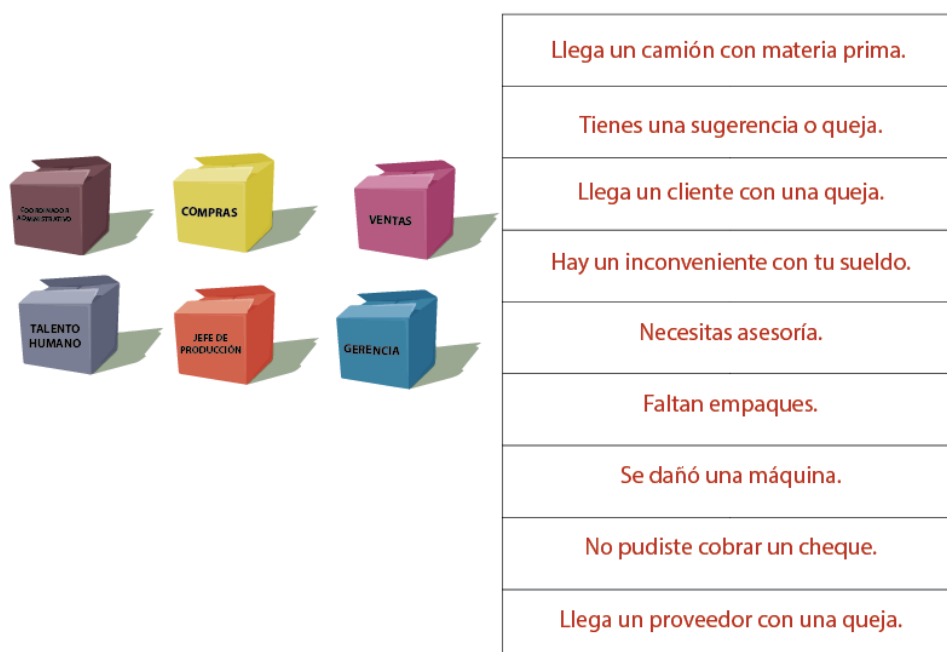 COORDINADOR
ADMINISTRATIVO
COMPRAS
VENTAS
TALENTO
HUMANO
JEFE DE
PRODUCCIÓN
GERENCIA
Llega un camión con materia prima.
Tienes una sugerencia o queja.
Llega un cliente con una queja.
Hay un inconveniente con tu sueldo.
Necesitas asesoría.
Faltan empaques.
Se dañó una máquina.
No pudiste cobrar un cheque.
Llega un proveedor con una queja.